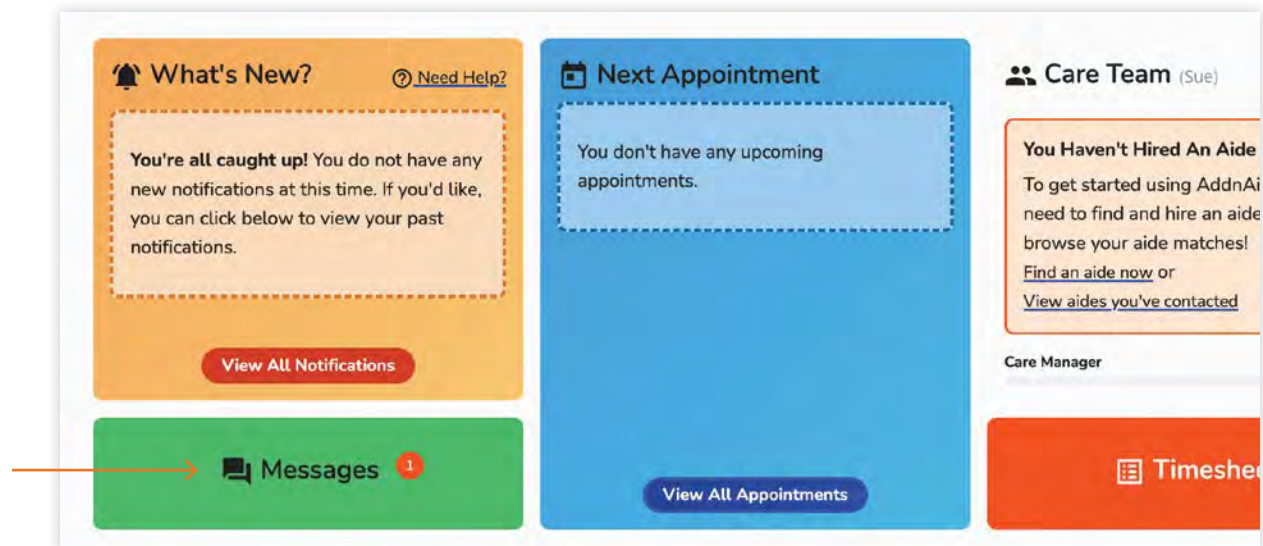 What's New?
Need Help?
You're all caught up! You do not have any
new notifications at this time. If you'd like,
you can click below to view your past
notifications.
View All Notifications
Messages 1
Next Appointment
You don't have any upcoming
appointments.
View All Appointments
Care Team (Sue)
You Haven't Hired An Aide
To get started using AddnAi
need to find and hire an aide
browse your aide matches!
Find an aide now or
View aides you've contacted
Care Manager
Timeshee